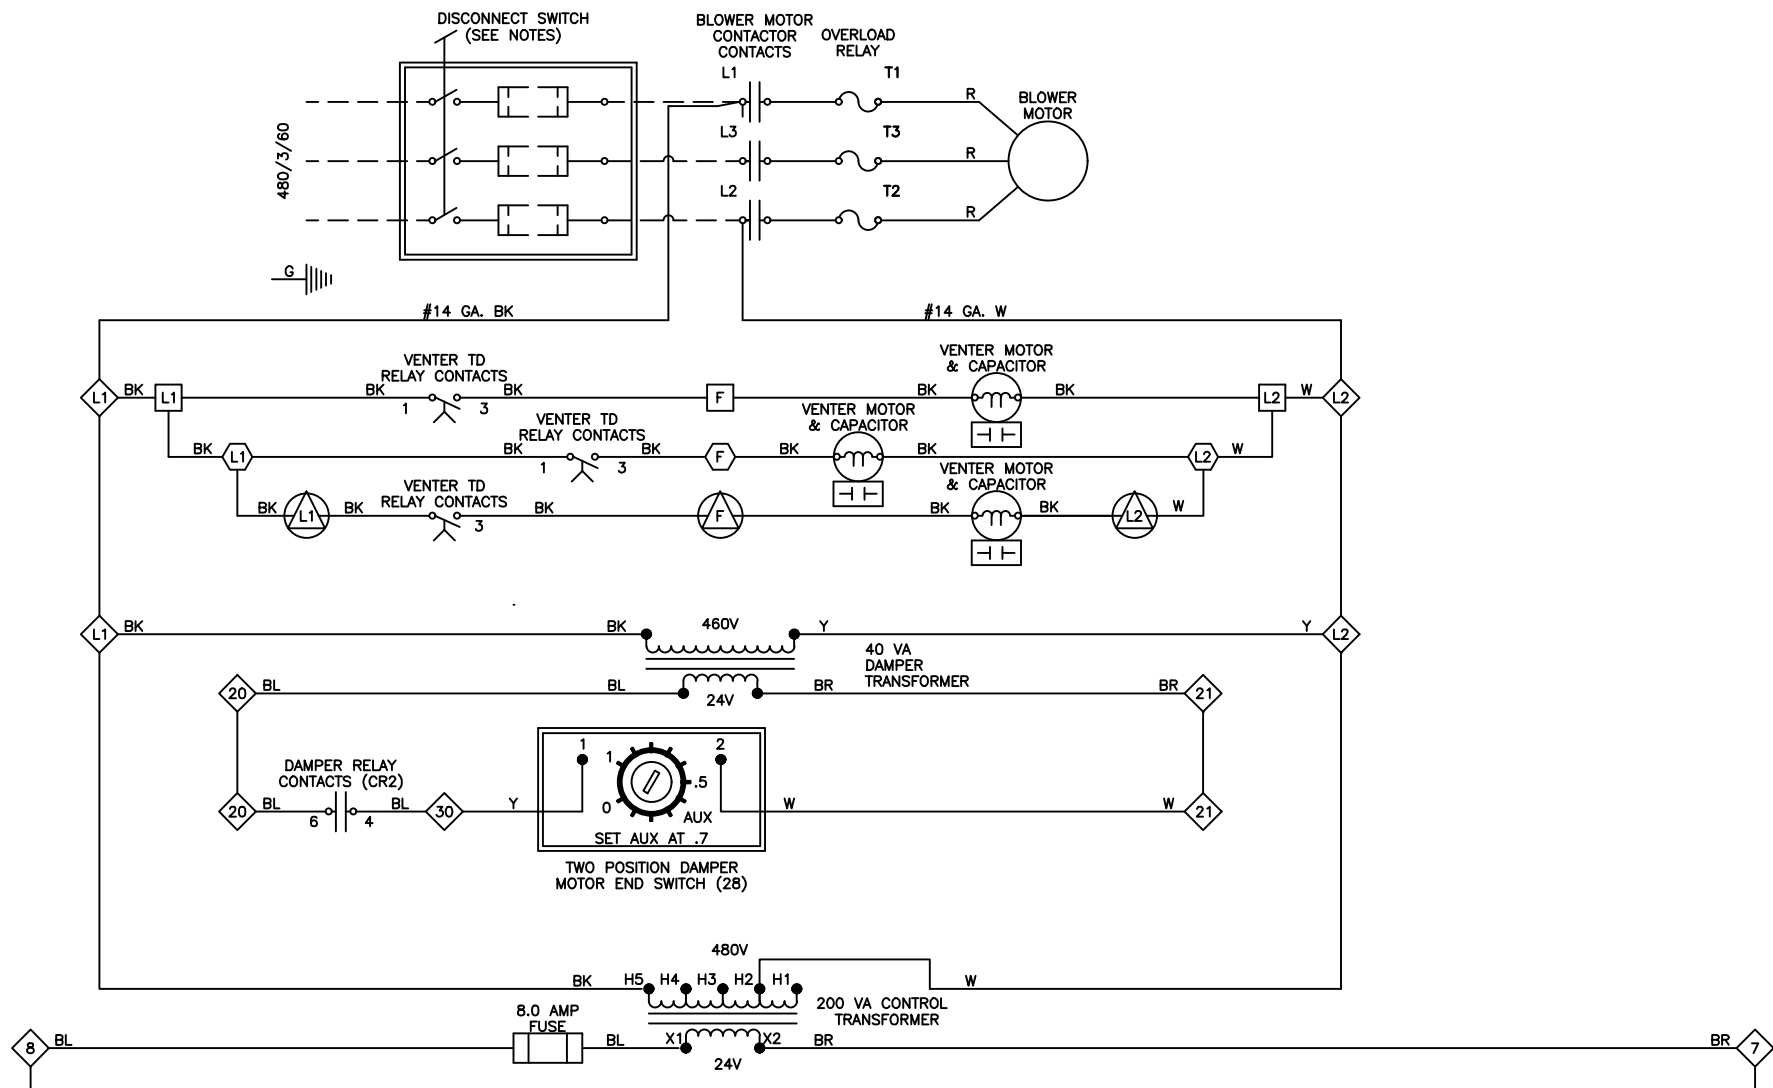 DISCONNECT SWITCH
(SEE NOTES)
BLOWER MOTOR
CONTACTOR
CONTACTS
OVERLOAD
RELAY
L1
T1
R
BLOWER
MOTOR
480/3/60
L3
T3
R
L2
T2
R
G
#14 GA. BK
#14 GA. W
VENTER TD
RELAY CONTACTS
VENTER MOTOR
& CAPACITOR
L1
BK
L1
BK
1
3
BK
F
BK
BK
L2
W
L2
VENTER TD
RELAY CONTACTS
VENTER MOTOR
& CAPACITOR
BK
L1
BK
1
3
BK
F
BK
BK
L2
W
VENTER TD
RELAY CONTACTS
VENTER MOTOR
& CAPACITOR
BK
L1
BK
3
BK
F
BK
BK
L2
W
L1
BK
BK
460V
Y
Y
L2
40 VA
DAMPER
TRANSFORMER
20
BL
BL
24V
BR
BR
21
DAMPER RELAY
CONTACTS (CR2)
1
1
2
.5
0
AUX
SET AUX AT .7
20
BL
6
4
BL
30
Y
W
W
21
TWO POSITION DAMPER
MOTOR END SWITCH (28)
480V
BK
H5
H4
H3
H2
H1
W
200 VA CONTROL
TRANSFORMER
8.0 AMP
FUSE
8
BL
BL
X1
X2
BR
BR
7
24V